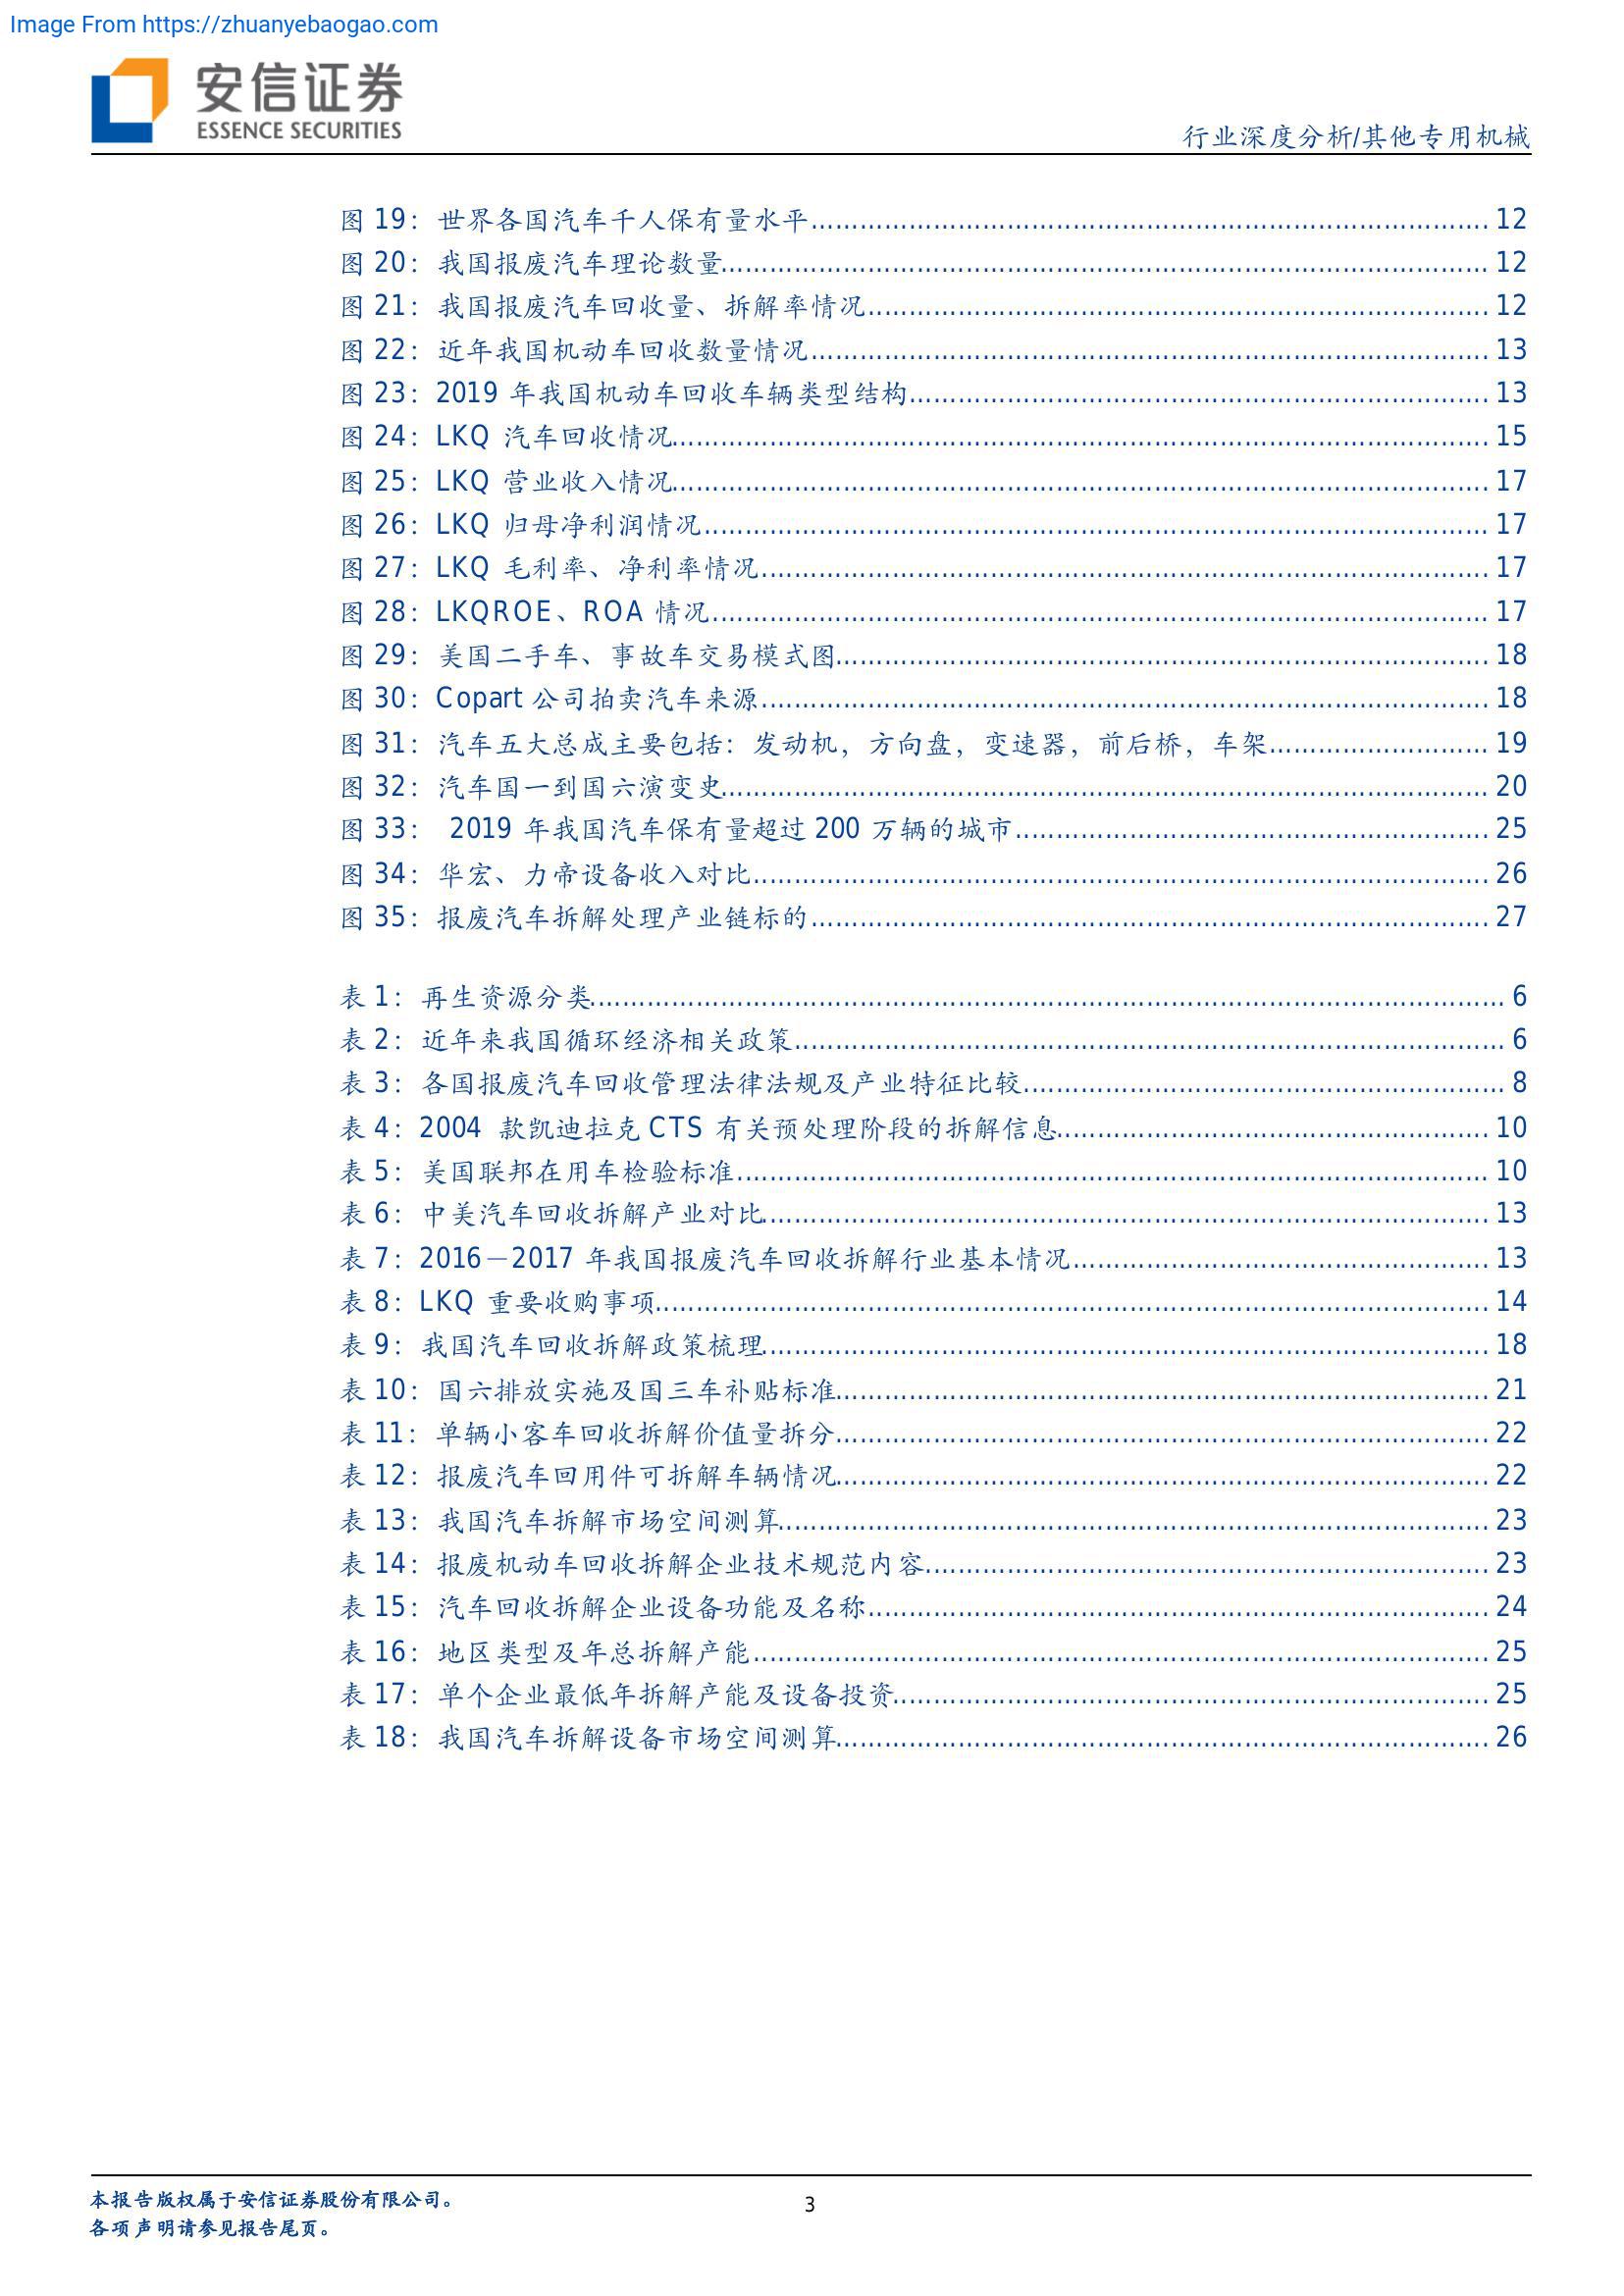 Image From https://zhuanyebaogao.com
安信证券
ESSENCE SECURITIES
行业深度分析/其他专用机械
图 19：世界各国汽车千人保有量水平 12
图 20：我国报废汽车理论数量 12
图 21：我国报废汽车回收量、拆解率情况 12
图 22：近年我国机动车回收数量情况 13
图 23：2019 年我国机动车回收车辆类型结构 13
图 24：LKQ 汽车回收情况 15
图 25：LKQ 营业收入情况 17
图 26：LKQ 归母净利润情况 17
图 27：LKQ 毛利率、净利率情况 17
图 28：LKQROE、ROA 情况 17
图 29：美国二手车、事故车交易模式图 18
图 30：Copart 公司拍卖汽车来源 18
图 31：汽车五大总成主要包括：发动机，方向盘，变速器，前后桥，车架 19
图 32：汽车国一到国六演变史 20
图 33： 2019 年我国汽车保有量超过 200 万辆的城市 25
图 34：华宏、力帝设备收入对比 26
图 35：报废汽车拆解处理产业链标的 27
表 1：再生资源分类 6
表 2：近年来我国循环经济相关政策 6
表 3：各国报废汽车回收管理法律法规及产业特征比较 8
表 4：2004 款凯迪拉克 CTS 有关预处理阶段的拆解信息 10
表 5：美国联邦在用车检验标准 10
表 6：中美汽车回收拆解产业对比 13
表 7：2016－2017 年我国报废汽车回收拆解行业基本情况 13
表 8：LKQ 重要收购事项 14
表 9：我国汽车回收拆解政策梳理 18
表 10：国六排放实施及国三车补贴标准 21
表 11：单辆小客车回收拆解价值量拆分 22
表 12：报废汽车回用件可拆解车辆情况 22
表 13：我国汽车拆解市场空间测算 23
表 14：报废机动车回收拆解企业技术规范内容 23
表 15：汽车回收拆解企业设备功能及名称 24
表 16：地区类型及年总拆解产能 25
表 17：单个企业最低年拆解产能及设备投资 25
表 18：我国汽车拆解设备市场空间测算 26
本报告版权属于安信证券股份有限公司。
3
各项声明请参见报告尾页。